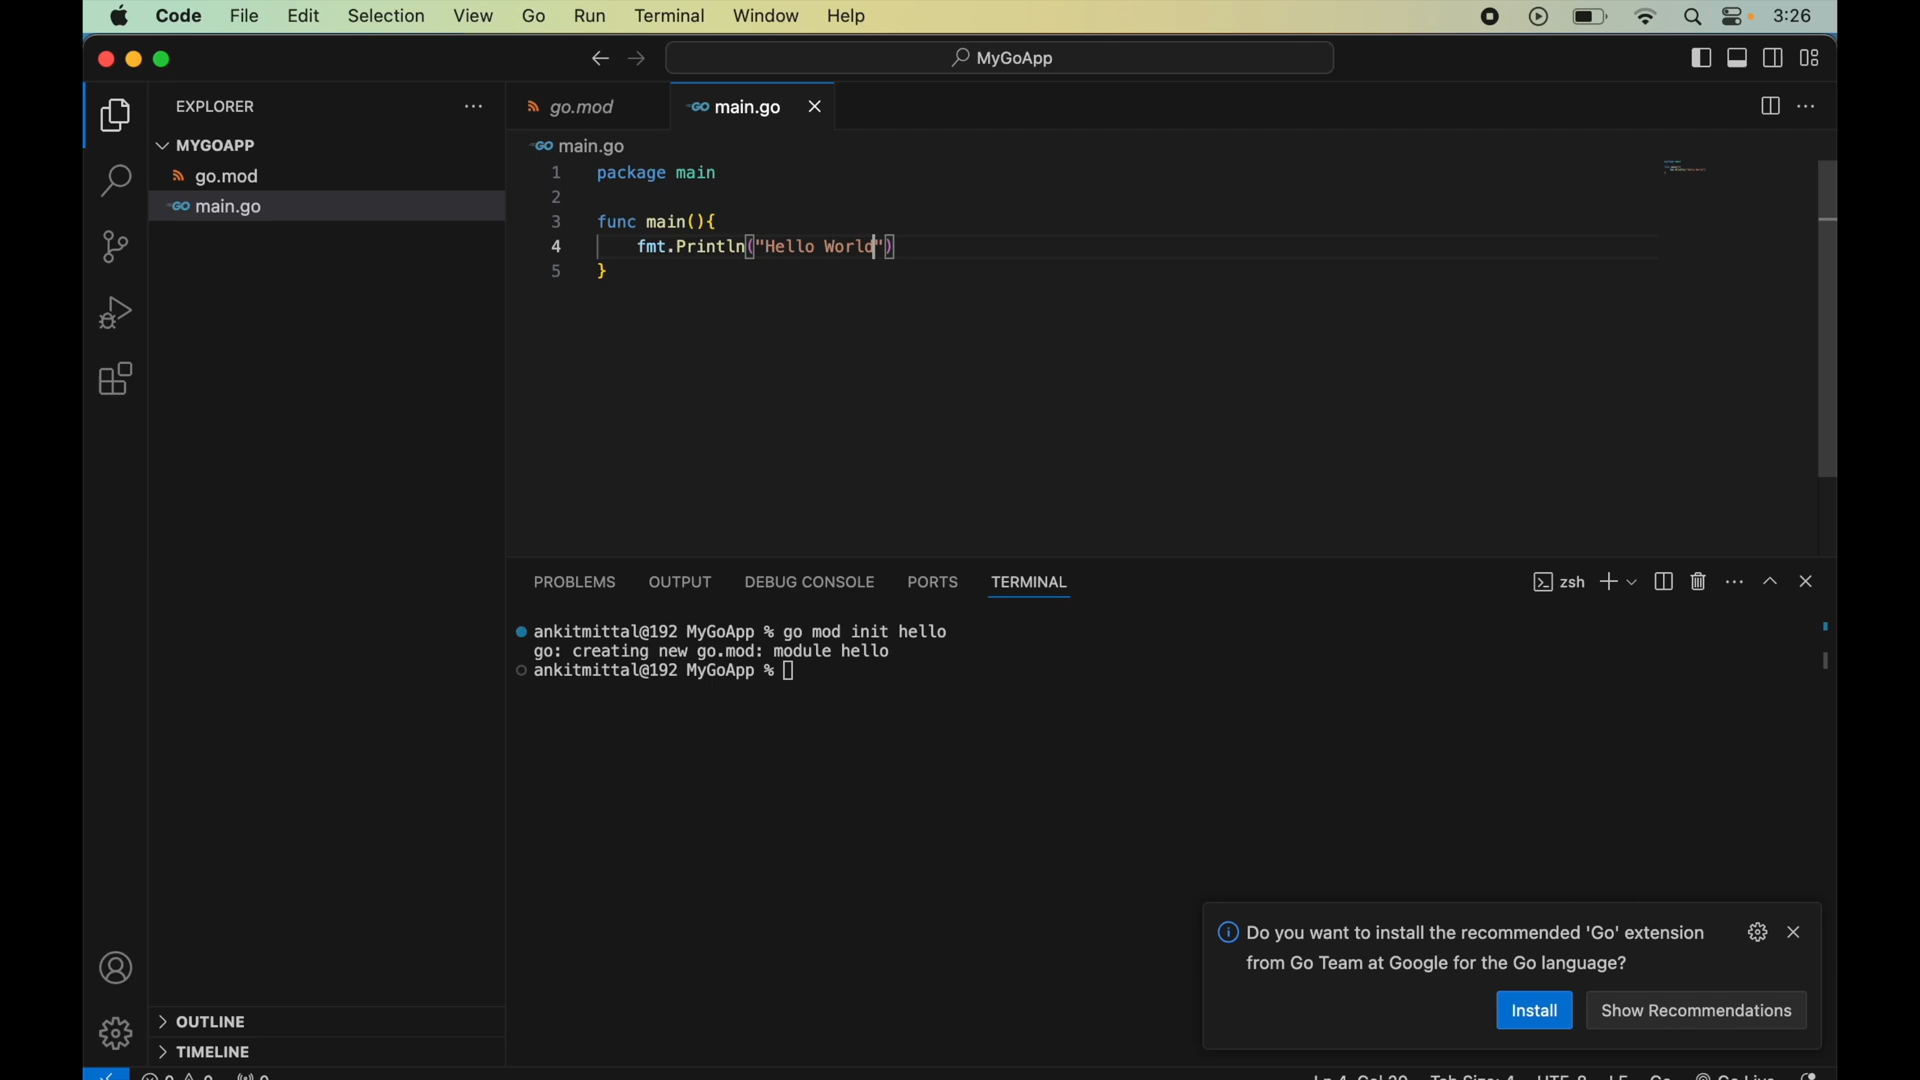 Code File Edit Selection View Go Run Terminal Window Help 3:26
MyGoApp
EXPLORER
MYGOAPP
go.mod
main.go
OUTLINE
TIMELINE
go.mod
GO main.go
GO main.go
1 package main
2
3 func main(){
4 fmt.Println("Hello World")
5 }
PROBLEMS OUTPUT DEBUG CONSOLE PORTS TERMINAL
zsh
ankitmittal@192 MyGoApp % go mod init hello
go: creating new go.mod: module hello
ankitmittal@192 MyGoApp %
Do you want to install the recommended 'Go' extension
from Go Team at Google for the Go language?
Install Show Recommendations